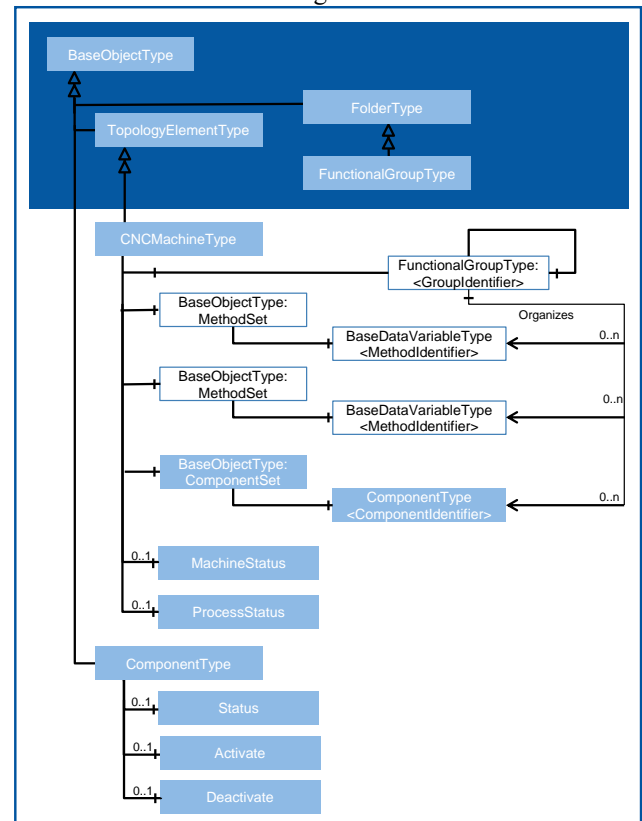 BaseObjectType
FolderType
TopologyElementType
FunctionalGroupType
CNCMachineType
FunctionalGroupType:
<GroupIdentifier>
BaseObjectType:
MethodSet
Organizes
BaseDataVariableType
<MethodIdentifier>
0..n
BaseObjectType:
MethodSet
BaseDataVariableType
<MethodIdentifier>
0..n
BaseObjectType:
ComponentSet
ComponentType
<ComponentIdentifier>
0..n
0..1
MachineStatus
0..1
ProcessStatus
ComponentType
0..1
Status
0..1
Activate
0..1
Deactivate